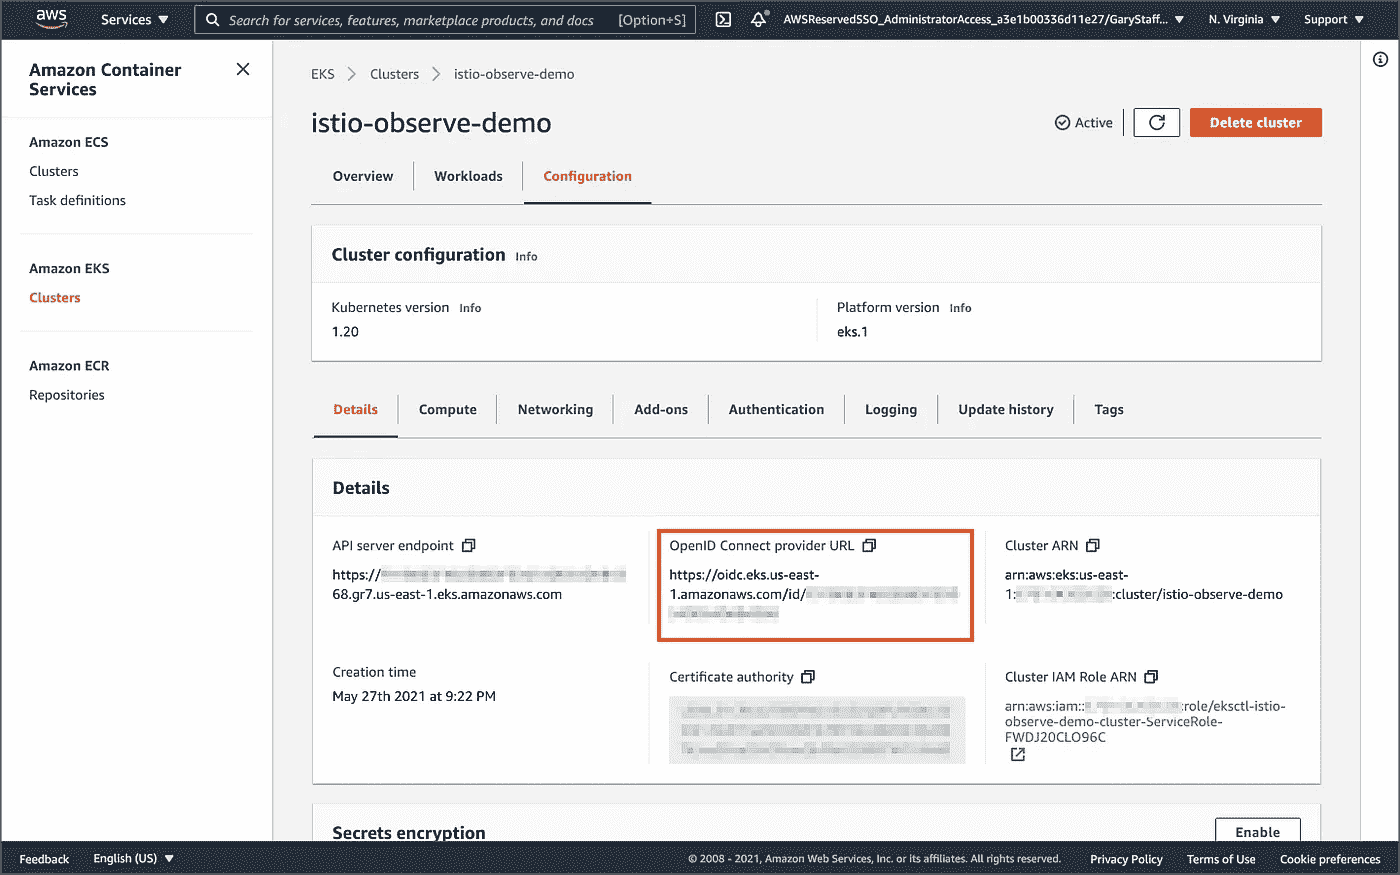 aws
Services ▼
Search for services, features, marketplace products, and docs [Option+S]
AWSReservedSSO_AdministratorAccess_a3e1b00336d11e27/GaryStaff... ▼
N. Virginia ▼
Support ▼
Amazon Container
Services
Amazon ECS
Clusters
Task definitions
Amazon EKS
Clusters
Amazon ECR
Repositories
EKS > Clusters > istio-observe-demo
istio-observe-demo
Active
Delete cluster
Overview
Workloads
Configuration
Cluster configuration Info
Kubernetes version Info
1.20
Platform version Info
eks.1
Details
Compute
Networking
Add-ons
Authentication
Logging
Update history
Tags
Details
API server endpoint
https://
68.gr7.us-east-1.eks.amazonaws.com
OpenID Connect provider URL
https://oidc.eks.us-east-
1.amazonaws.com/id/
Cluster ARN
arn:aws:eks:us-east-
1: :cluster/istio-observe-demo
Creation time
May 27th 2021 at 9:22 PM
Certificate authority
Cluster IAM Role ARN
arn:aws:iam:: :role/eksctl-istio-
observe-demo-cluster-ServiceRole-
FWDJ20CLO96C
Secrets encryption
Enable
Feedback
English (US) ▼
© 2008 - 2021, Amazon Web Services, Inc. or its affiliates. All rights reserved.
Privacy Policy
Terms of Use
Cookie preferences